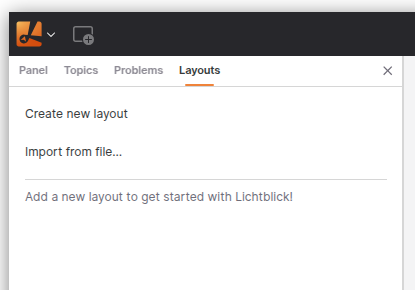 Panel Topics Problems Layouts
Create new layout
Import from file...
Add a new layout to get started with Lichtblick!